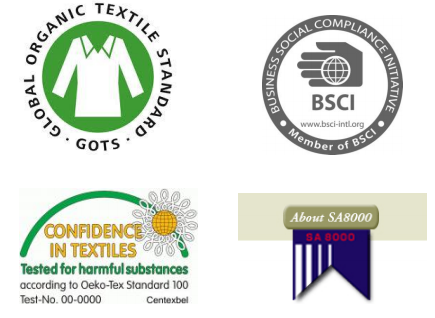 GLOBAL ORGANIC TEXTILE STANDARD
· GOTS ·
BUSINESS SOCIAL COMPLIANCE INITIATIVE
BSCI
www.bsci-intl.org
• Member of BSCI •
CONFIDENCE
IN TEXTILES
Tested for harmful substances
according to Oeko-Tex Standard 100
Test-No. 00-0000 Centexbel
About SA8000
SA 8000